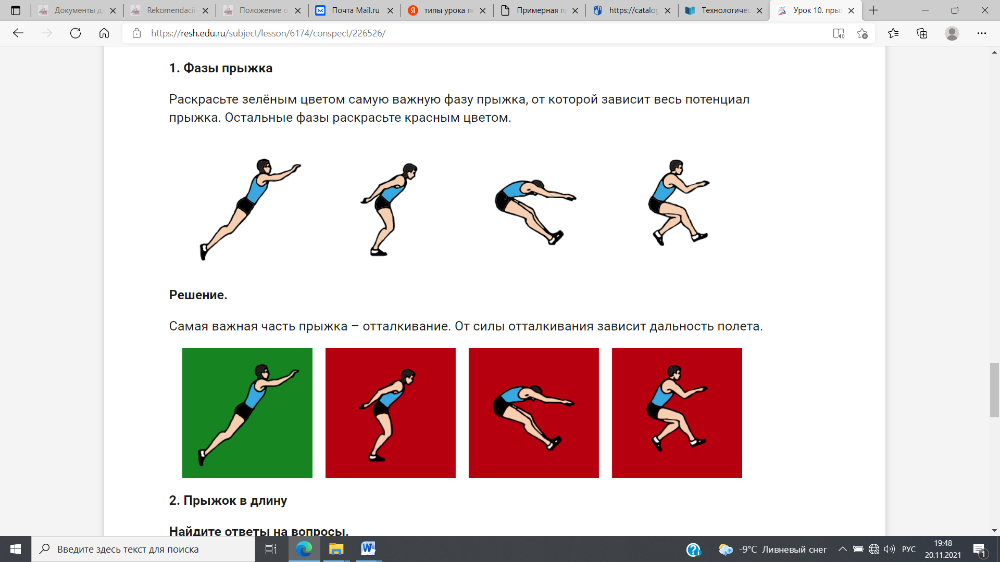 Документы дл
Rekomendacii
Положение о
Почта Mail.ru
типы урока по
Примерная п
https://catalog
Технологичес
Урок 10. прыж
https://resh.edu.ru/subject/lesson/6174/conspect/226526/
1. Фазы прыжка
Раскрасьте зелёным цветом самую важную фазу прыжка, от которой зависит весь потенциал
прыжка. Остальные фазы раскрасьте красным цветом.
Решение.
Самая важная часть прыжка – отталкивание. От силы отталкивания зависит дальность полета.
2. Прыжок в длину
Найдите ответы на вопросы.
Введите здесь текст для поиска
-9°C Ливневый снег
РУС
19:48
20.11.2021
1